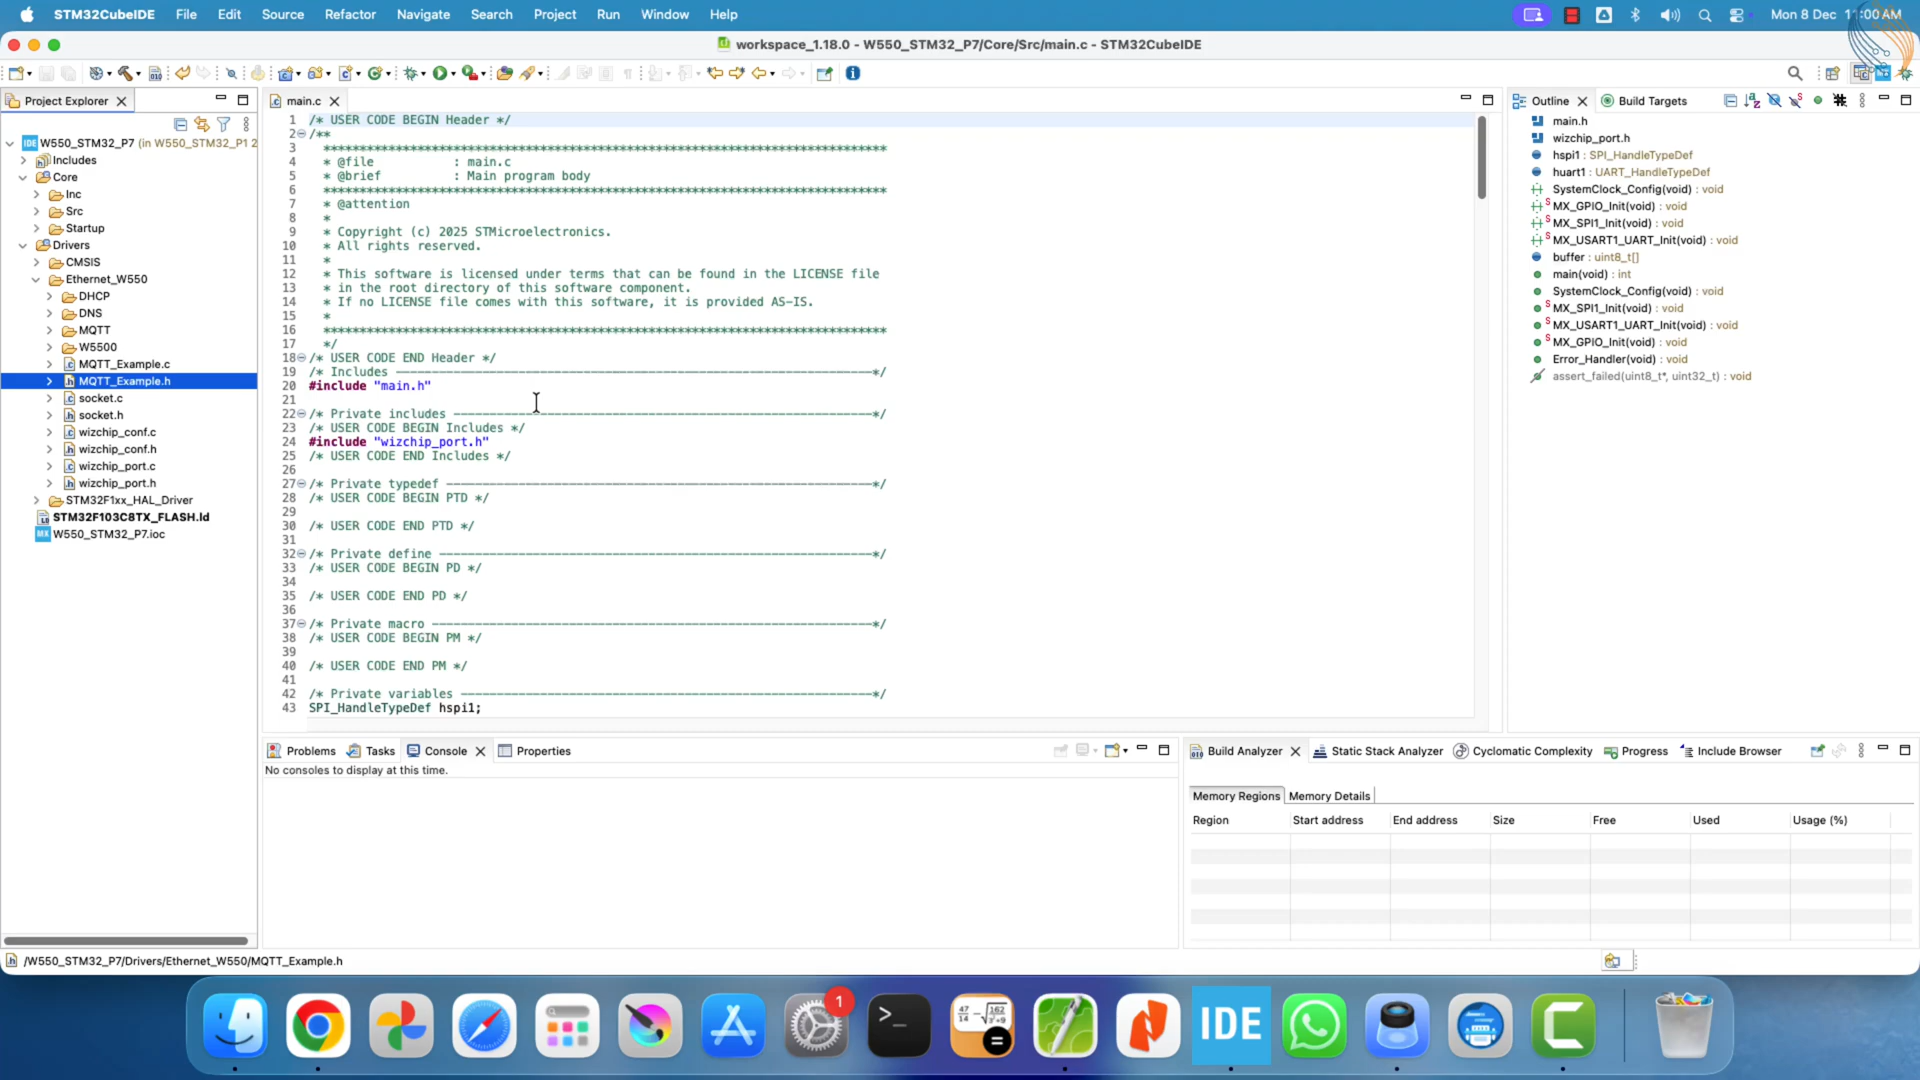 STM32CubeIDE File Edit Source Refactor Navigate Search Project Run Window Help Mon 8 Dec 11:00 AM
workspace_1.18.0 - W550_STM32_P7/Core/Src/main.c - STM32CubeIDE
Project Explorer
W550_STM32_P7 (in W550_STM32_P1 2
Includes
Core
Inc
Src
Startup
Drivers
CMSIS
Ethernet_W550
DHCP
DNS
MQTT
W5500
MQTT_Example.c
MQTT_Example.h
socket.c
socket.h
wizchip_conf.c
wizchip_conf.h
wizchip_port.c
wizchip_port.h
STM32F1xx_HAL_Driver
STM32F103C8TX_FLASH.ld
W550_STM32_P7.ioc
main.c
1 /* USER CODE BEGIN Header */
2 /**
3 ******************************************************************************
4 * @file : main.c
5 * @brief : Main program body
6 ******************************************************************************
7 * @attention
8 *
9 * Copyright (c) 2025 STMicroelectronics.
10 * All rights reserved.
11 *
12 * This software is licensed under terms that can be found in the LICENSE file
13 * in the root directory of this software component.
14 * If no LICENSE file comes with this software, it is provided AS-IS.
15 *
16 ******************************************************************************
17 */
18 /* USER CODE END Header */
19 /* Includes ------------------------------------------------------------------*/
20 #include "main.h"
21
22 /* Private includes ----------------------------------------------------------*/
23 /* USER CODE BEGIN Includes */
24 #include "wizchip_port.h"
25 /* USER CODE END Includes */
26
27 /* Private typedef -----------------------------------------------------------*/
28 /* USER CODE BEGIN PTD */
29
30 /* USER CODE END PTD */
31
32 /* Private define ------------------------------------------------------------*/
33 /* USER CODE BEGIN PD */
34
35 /* USER CODE END PD */
36
37 /* Private macro -------------------------------------------------------------*/
38 /* USER CODE BEGIN PM */
39
40 /* USER CODE END PM */
41
42 /* Private variables ---------------------------------------------------------*/
43 SPI_HandleTypeDef hspi1;
Outline Build Targets
main.h
wizchip_port.h
hspi1 : SPI_HandleTypeDef
huart1 : UART_HandleTypeDef
SystemClock_Config(void) : void
MX_GPIO_Init(void) : void
MX_SPI1_Init(void) : void
MX_USART1_UART_Init(void) : void
buffer : uint8_t[]
main(void) : int
SystemClock_Config(void) : void
MX_SPI1_Init(void) : void
MX_USART1_UART_Init(void) : void
MX_GPIO_Init(void) : void
Error_Handler(void) : void
assert_failed(uint8_t*, uint32_t) : void
Problems Tasks Console Properties
No consoles to display at this time.
Build Analyzer Static Stack Analyzer Cyclomatic Complexity Progress Include Browser
Memory Regions Memory Details
Region Start address End address Size Free Used Usage (%)
/W550_STM32_P7/Drivers/Ethernet_W550/MQTT_Example.h
1
IDE